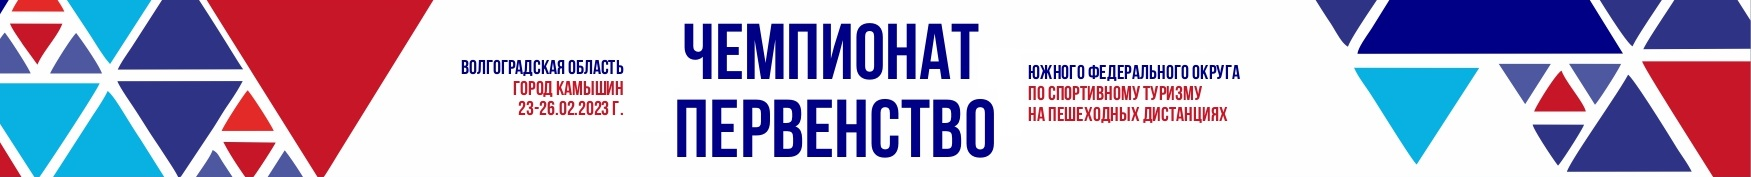 ВОЛГОГРАДСКАЯ ОБЛАСТЬ
ГОРОД КАМЫШИН
23-26.02.2023 Г.
ЧЕМПИОНАТ
ПЕРВЕНСТВО
ЮЖНОГО ФЕДЕРАЛЬНОГО ОКРУГА
ПО СПОРТИВНОМУ ТУРИЗМУ
НА ПЕШЕХОДНЫХ ДИСТАНЦИЯХ